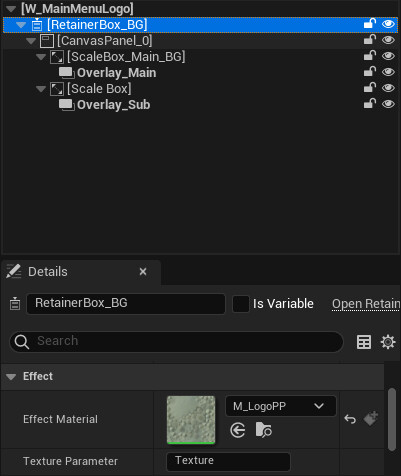 [W_MainMenuLogo]
[RetainerBox_BG]
[CanvasPanel_0]
[ScaleBox_Main_BG]
Overlay_Main
[Scale Box]
Overlay_Sub
Details
RetainerBox_BG
Is Variable
Open Retain
Search
Effect
Effect Material
M_LogoPP
Texture Parameter
Texture